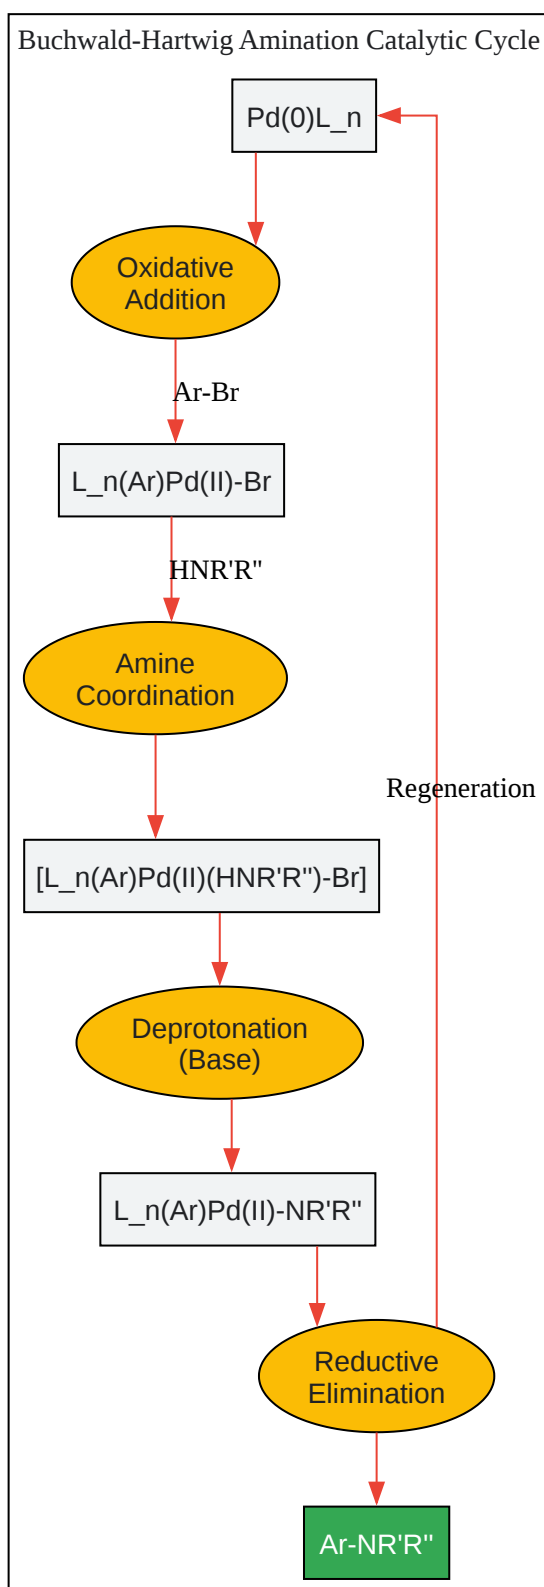 Buchwald-Hartwig Amination Catalytic Cycle
Pd(0)L_n
Oxidative
Addition
Ar-Br
L_n(Ar)Pd(II)-Br
HNR'R"
Amine
Coordination
Regeneration
[L_n(Ar)Pd(II)(HNR'R")-Br]
Deprotonation
(Base)
L_n(Ar)Pd(II)-NR'R"
Reductive
Elimination
Ar-NR'R"